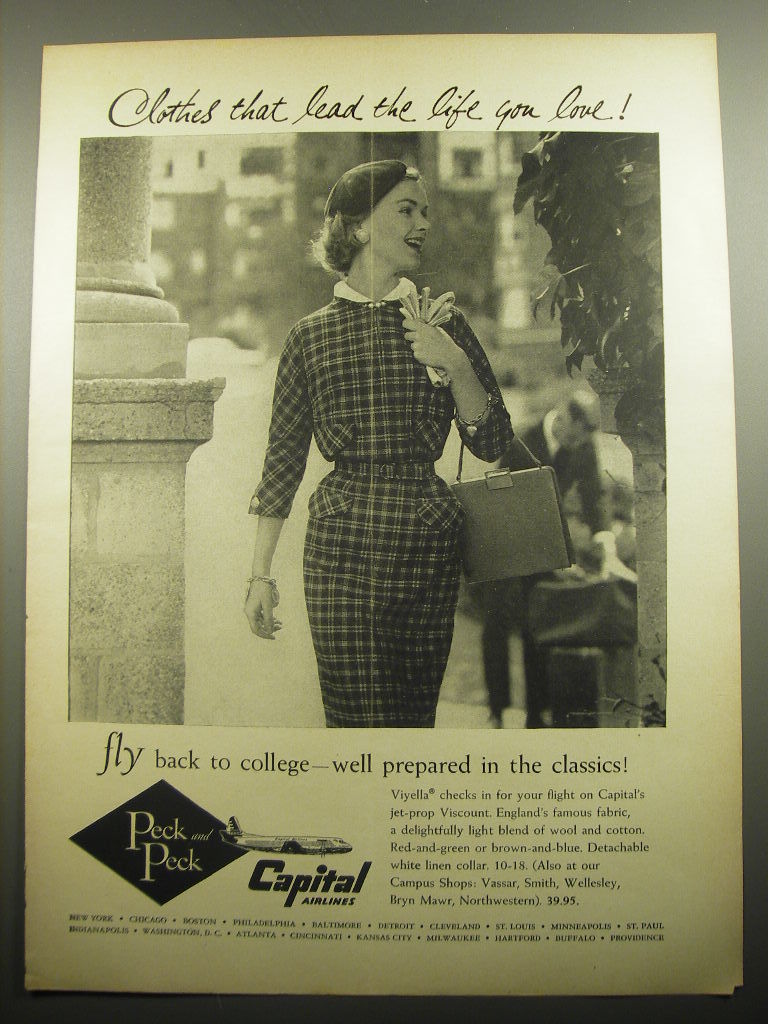 Clothes that lead the life you love!
fly back to college—well prepared in the classics!
Peck and Peck
Capital
AIRLINES
Viyella® checks in for your flight on Capital's
jet-prop Viscount. England's famous fabric,
a delightfully light blend of wool and cotton.
Red-and-green or brown-and-blue. Detachable
white linen collar. 10-18. (Also at our
Campus Shops: Vassar, Smith, Wellesley,
Bryn Mawr, Northwestern). 39.95.
NEW YORK • CHICAGO • BOSTON • PHILADELPHIA • BALTIMORE • DETROIT • CLEVELAND • ST. LOUIS • MINNEAPOLIS • ST. PAUL
INDIANAPOLIS • WASHINGTON, D. C. • ATLANTA • CINCINNATI • KANSAS CITY • MILWAUKEE • HARTFORD • BUFFALO • PROVIDENCE